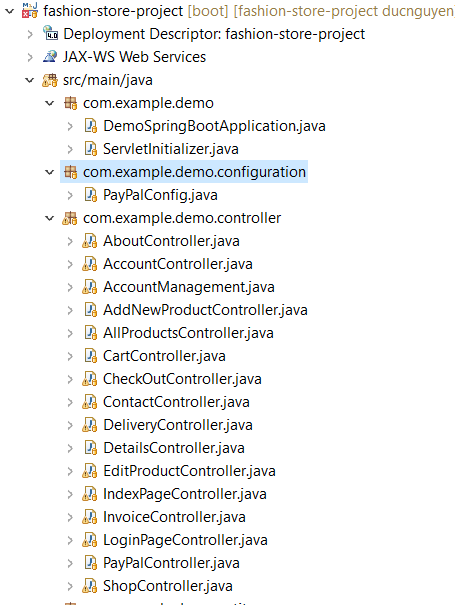 fashion-store-project [boot] [fashion-store-project ducnguyen]
Deployment Descriptor: fashion-store-project
JAX-WS Web Services
src/main/java
com.example.demo
DemoSpringBootApplication.java
ServletInitializer.java
com.example.demo.configuration
PayPalConfig.java
com.example.demo.controller
AboutController.java
AccountController.java
AccountManagement.java
AddNewProductController.java
AllProductsController.java
CartController.java
CheckOutController.java
ContactController.java
DeliveryController.java
DetailsController.java
EditProductController.java
IndexPageController.java
InvoiceController.java
LoginPageController.java
PayPalController.java
ShopController.java